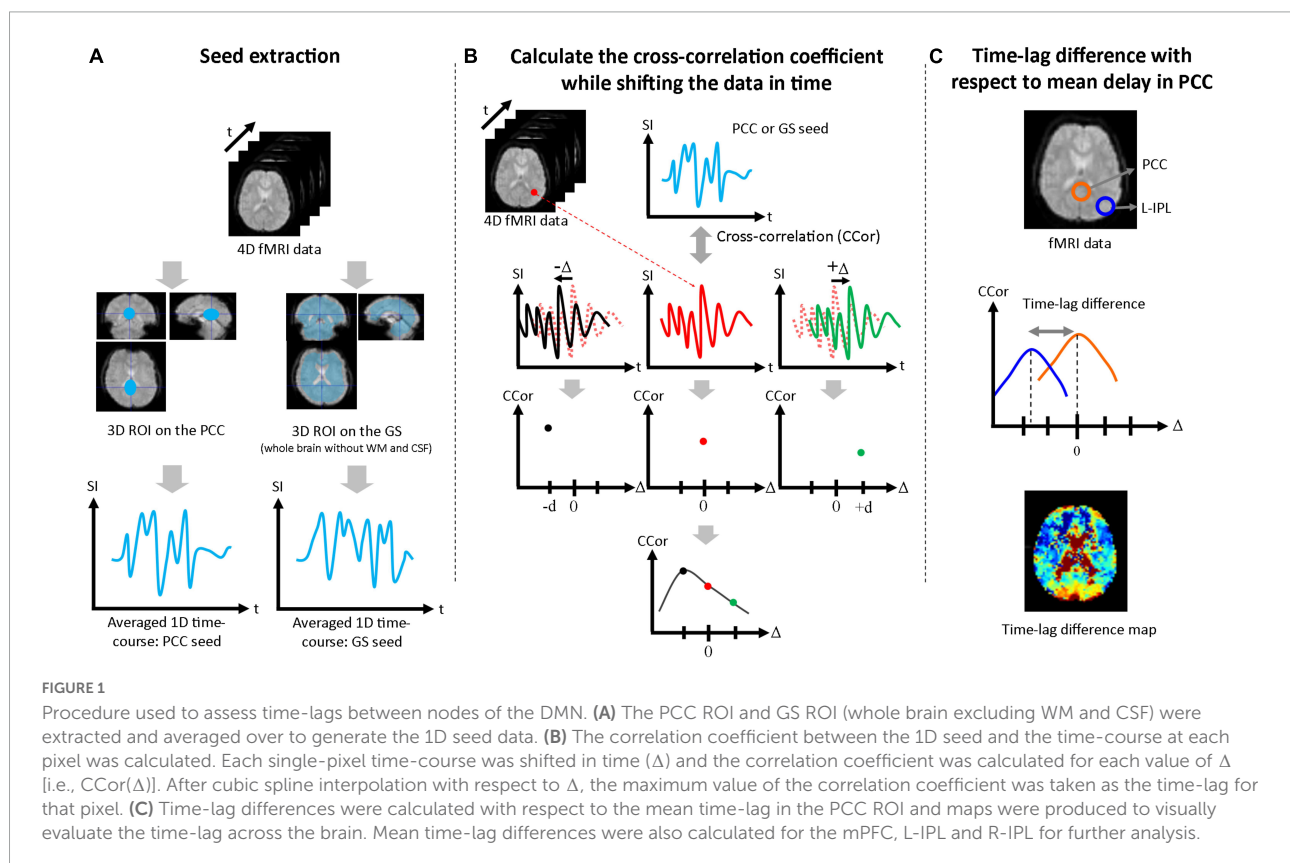 A Seed extraction
t
4D fMRI data
3D ROI on the PCC
3D ROI on the GS
(whole brain without WM and CSF)
SI
t
Averaged 1D time-
course: PCC seed
SI
t
Averaged 1D time-
course: GS seed
B Calculate the cross-correlation coefficient
while shifting the data in time
t
4D fMRI data
SI
PCC or GS seed
t
Cross-correlation (CCor)
SI
-Δ
t
SI
t
SI
+Δ
t
CCor
-d 0
Δ
CCor
0
Δ
CCor
0 +d
Δ
CCor
0
Δ
C Time-lag difference with
respect to mean delay in PCC
PCC
L-IPL
fMRI data
CCor
Time-lag difference
0
Δ
Time-lag difference map
FIGURE 1
Procedure used to assess time-lags between nodes of the DMN. (A) The PCC ROI and GS ROI (whole brain excluding WM and CSF) were
extracted and averaged over to generate the 1D seed data. (B) The correlation coefficient between the 1D seed and the time-course at each
pixel was calculated. Each single-pixel time-course was shifted in time (Δ) and the correlation coefficient was calculated for each value of Δ
[i.e., CCor(Δ)]. After cubic spline interpolation with respect to Δ, the maximum value of the correlation coefficient was taken as the time-lag for
that pixel. (C) Time-lag differences were calculated with respect to the mean time-lag in the PCC ROI and maps were produced to visually
evaluate the time-lag across the brain. Mean time-lag differences were also calculated for the mPFC, L-IPL and R-IPL for further analysis.